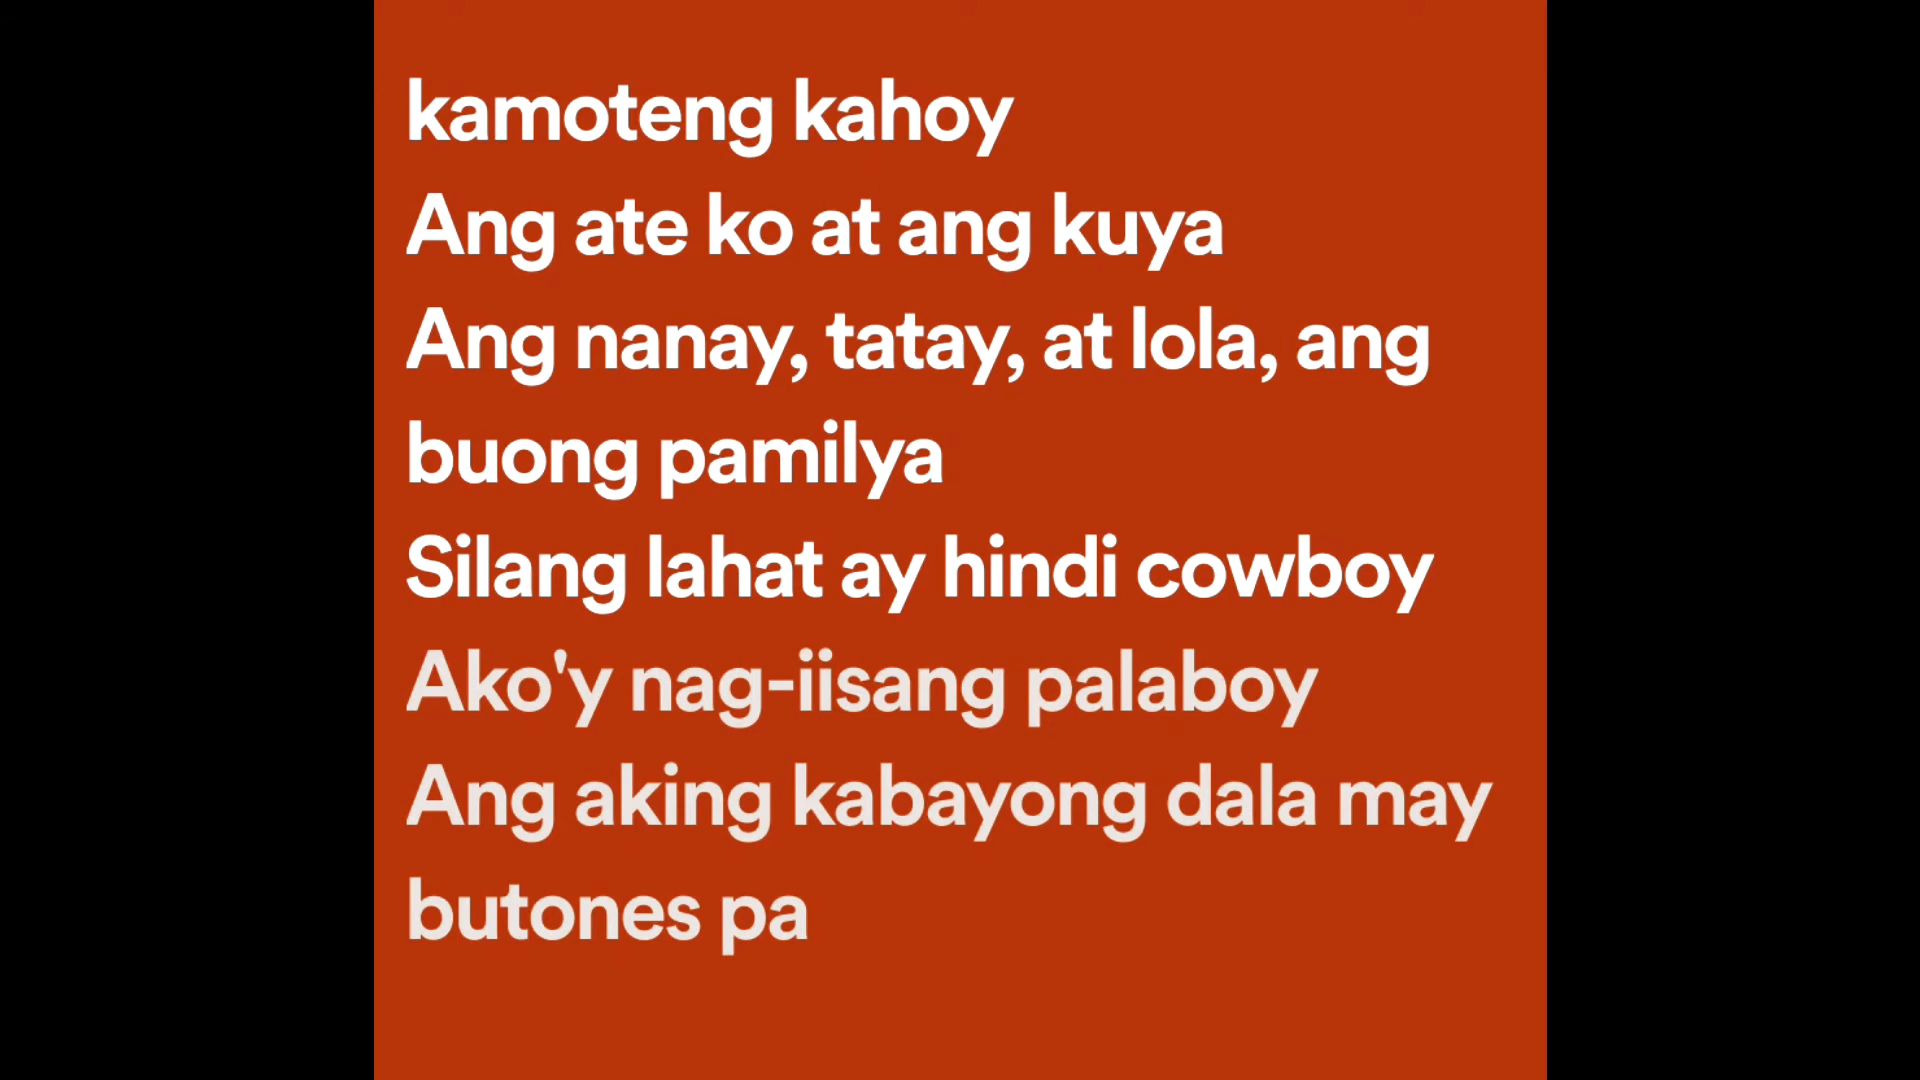 kamoteng kahoy
Ang ate ko at ang kuya
Ang nanay, tatay, at lola, ang
buong pamilya
Silang lahat ay hindi cowboy
Ako'y nag-iisang palaboy
Ang aking kabayong dala may
butones pa